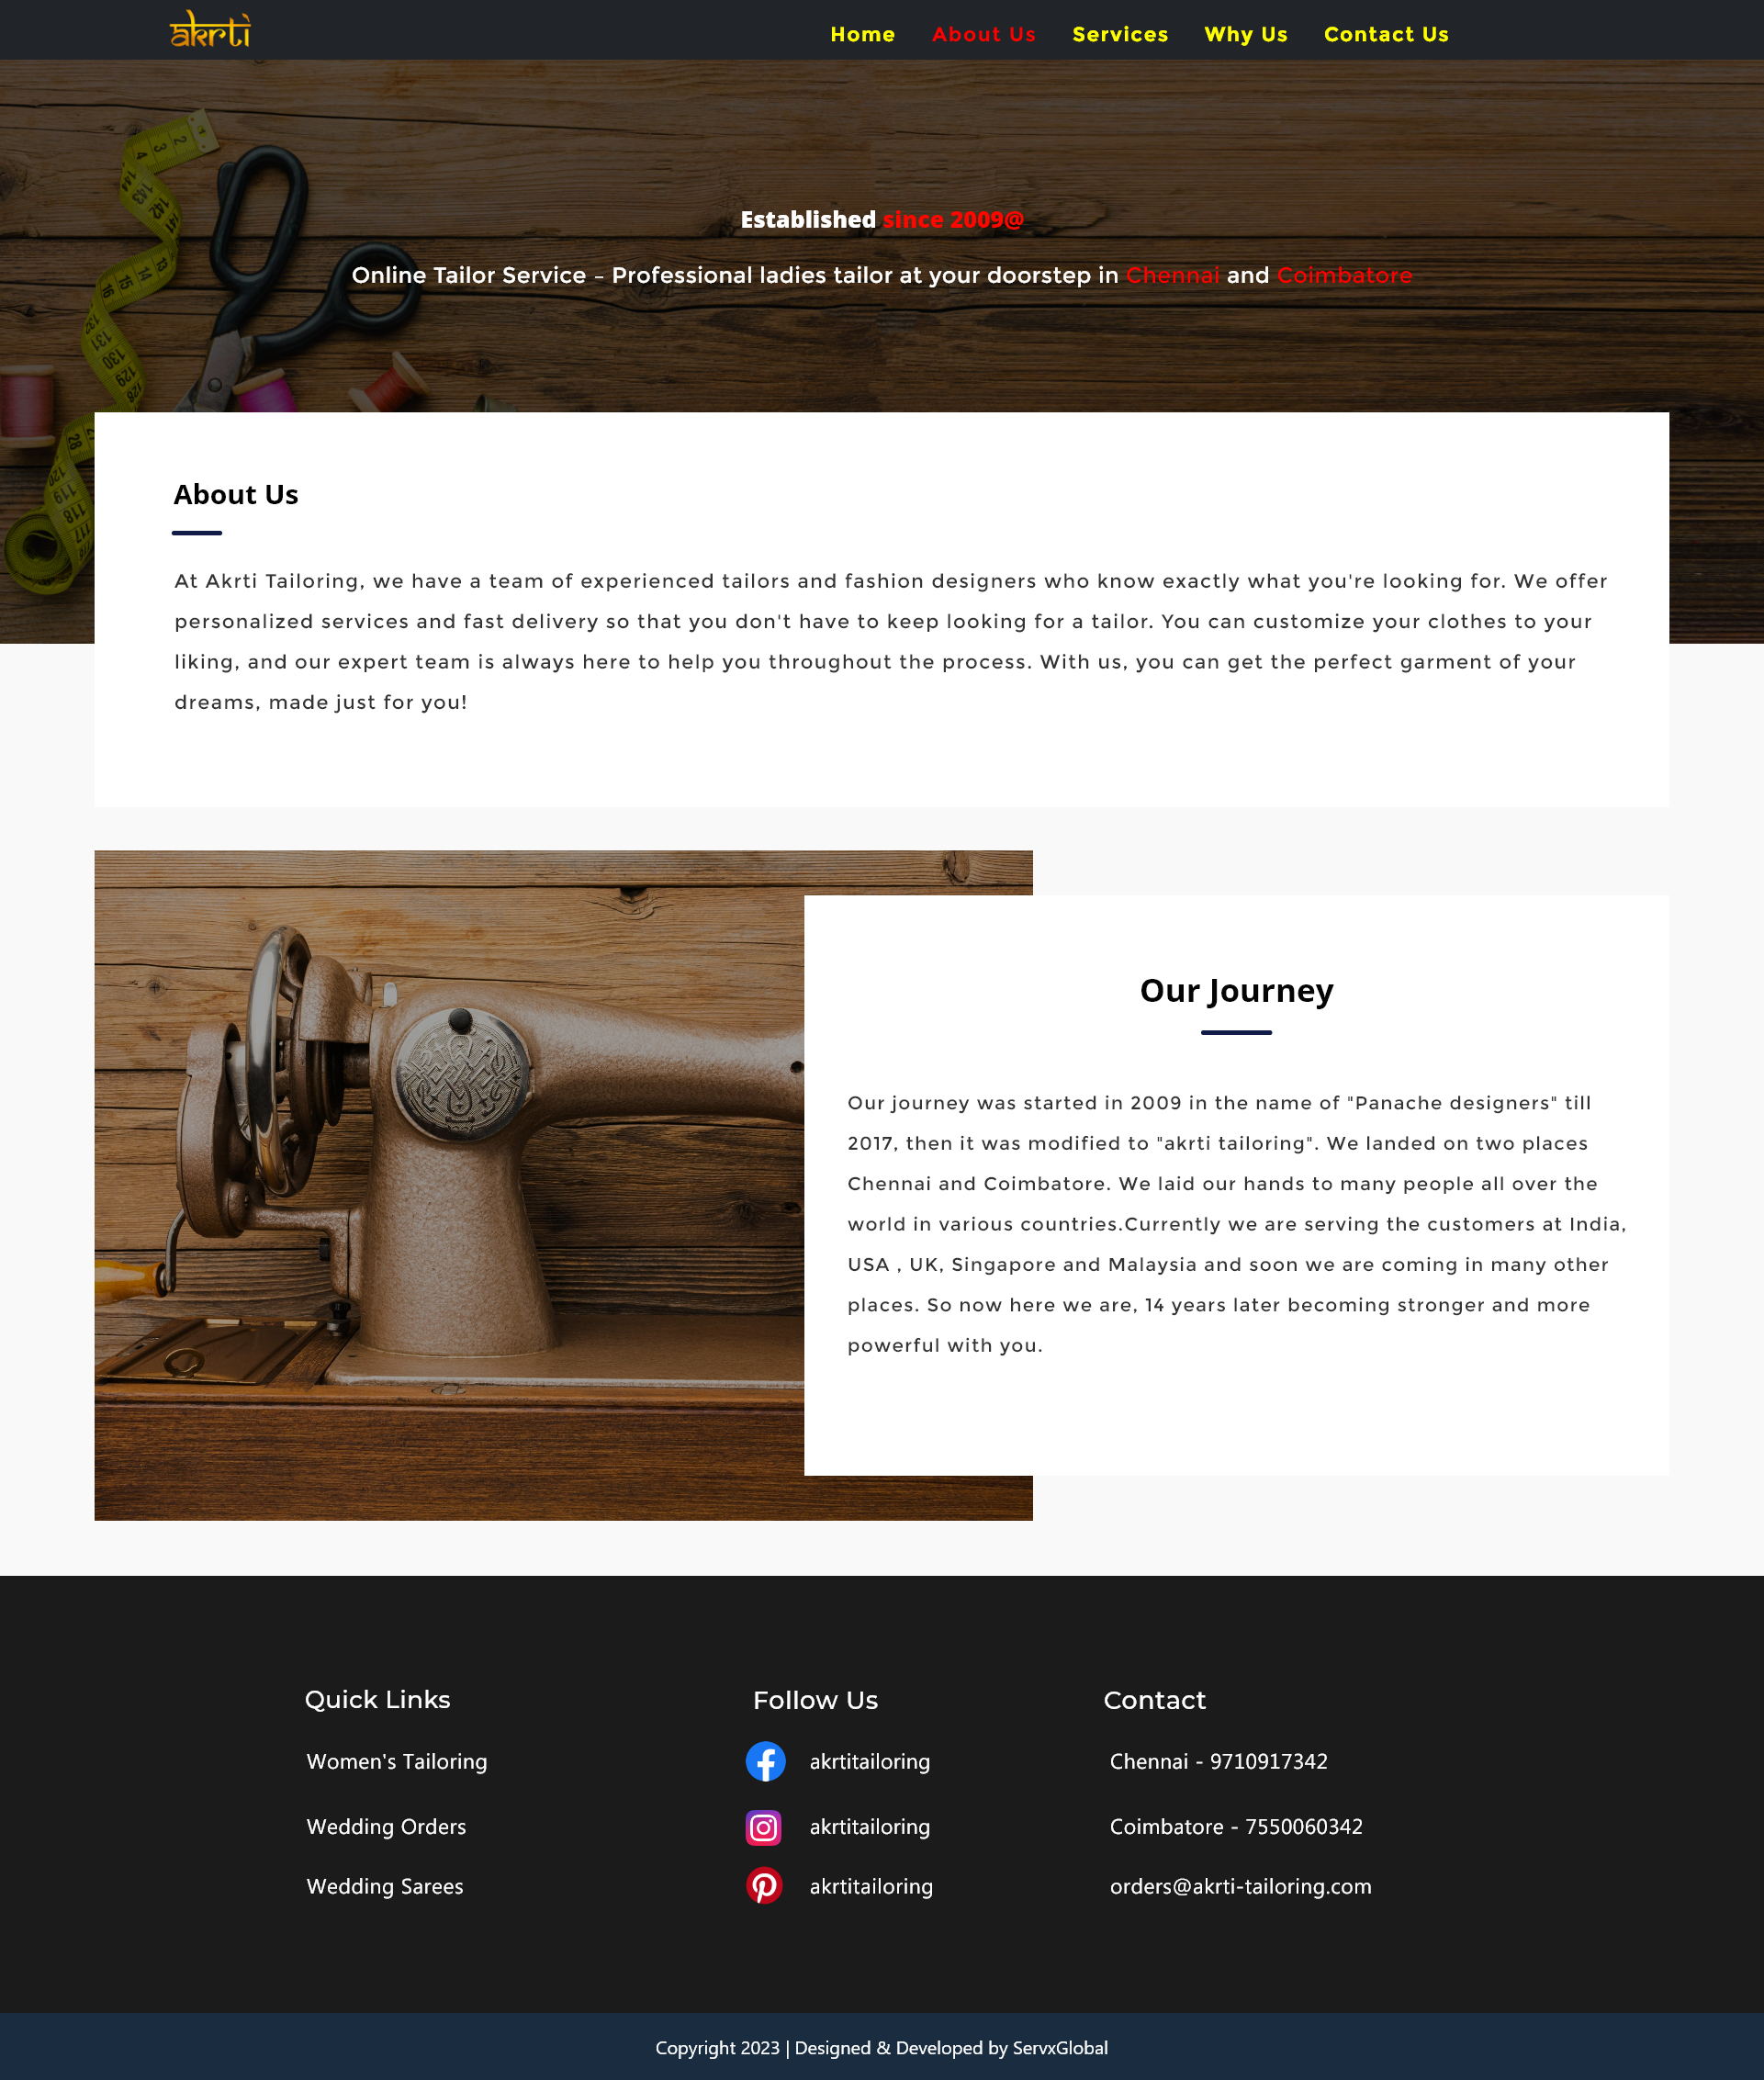 akrti
Home About Us Services Why Us Contact Us
Established since 2009@
Online Tailor Service – Professional ladies tailor at your doorstep in Chennai and Coimbatore
About Us
At Akrti Tailoring, we have a team of experienced tailors and fashion designers who know exactly what you're looking for. We offer
personalized services and fast delivery so that you don't have to keep looking for a tailor. You can customize your clothes to your
liking, and our expert team is always here to help you throughout the process. With us, you can get the perfect garment of your
dreams, made just for you!
Our Journey
Our journey was started in 2009 in the name of "Panache designers" till
2017, then it was modified to "akrti tailoring". We landed on two places
Chennai and Coimbatore. We laid our hands to many people all over the
world in various countries.Currently we are serving the customers at India,
USA , UK, Singapore and Malaysia and soon we are coming in many other
places. So now here we are, 14 years later becoming stronger and more
powerful with you.
Quick Links
Women's Tailoring
Wedding Orders
Wedding Sarees
Follow Us
akrtitailoring
akrtitailoring
akrtitailoring
Contact
Chennai - 9710917342
Coimbatore - 7550060342
orders@akrti-tailoring.com
Copyright 2023 | Designed & Developed by ServxGlobal